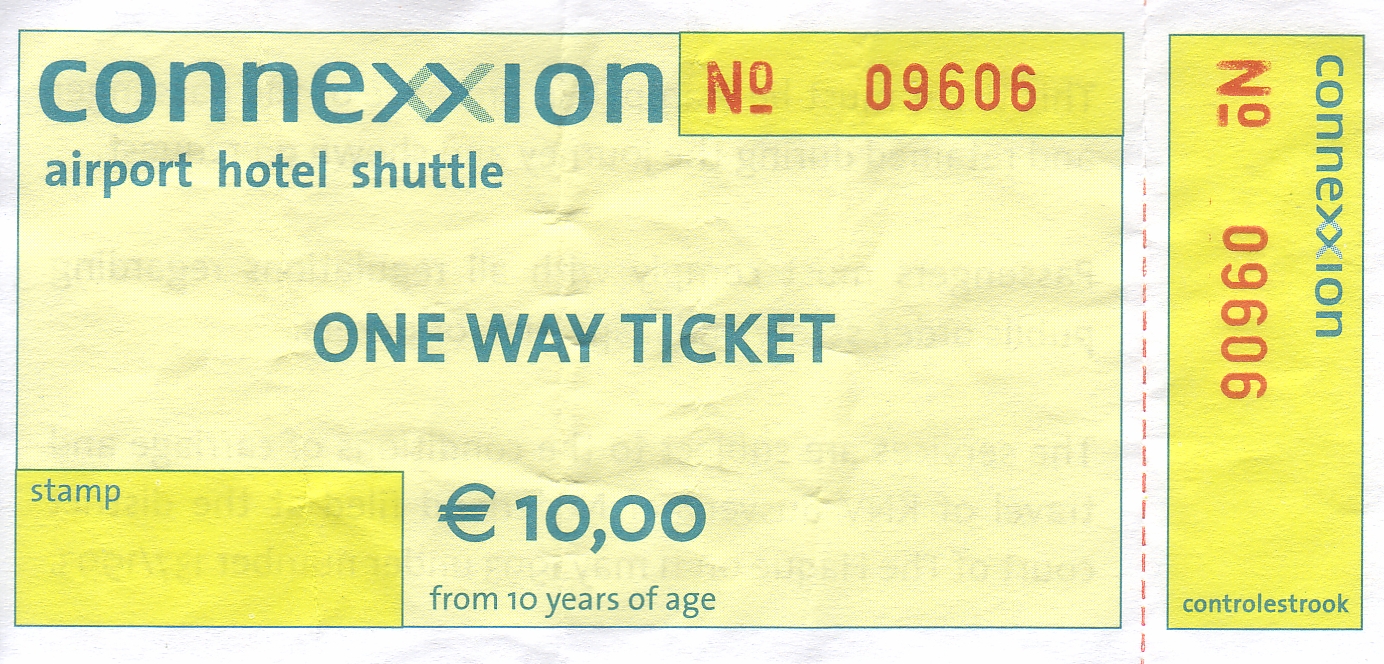 connexxion
Nº 09606
airport hotel shuttle
ONE WAY TICKET
stamp
€ 10,00
from 10 years of age
connexxion
Nº 09606
controlestrook